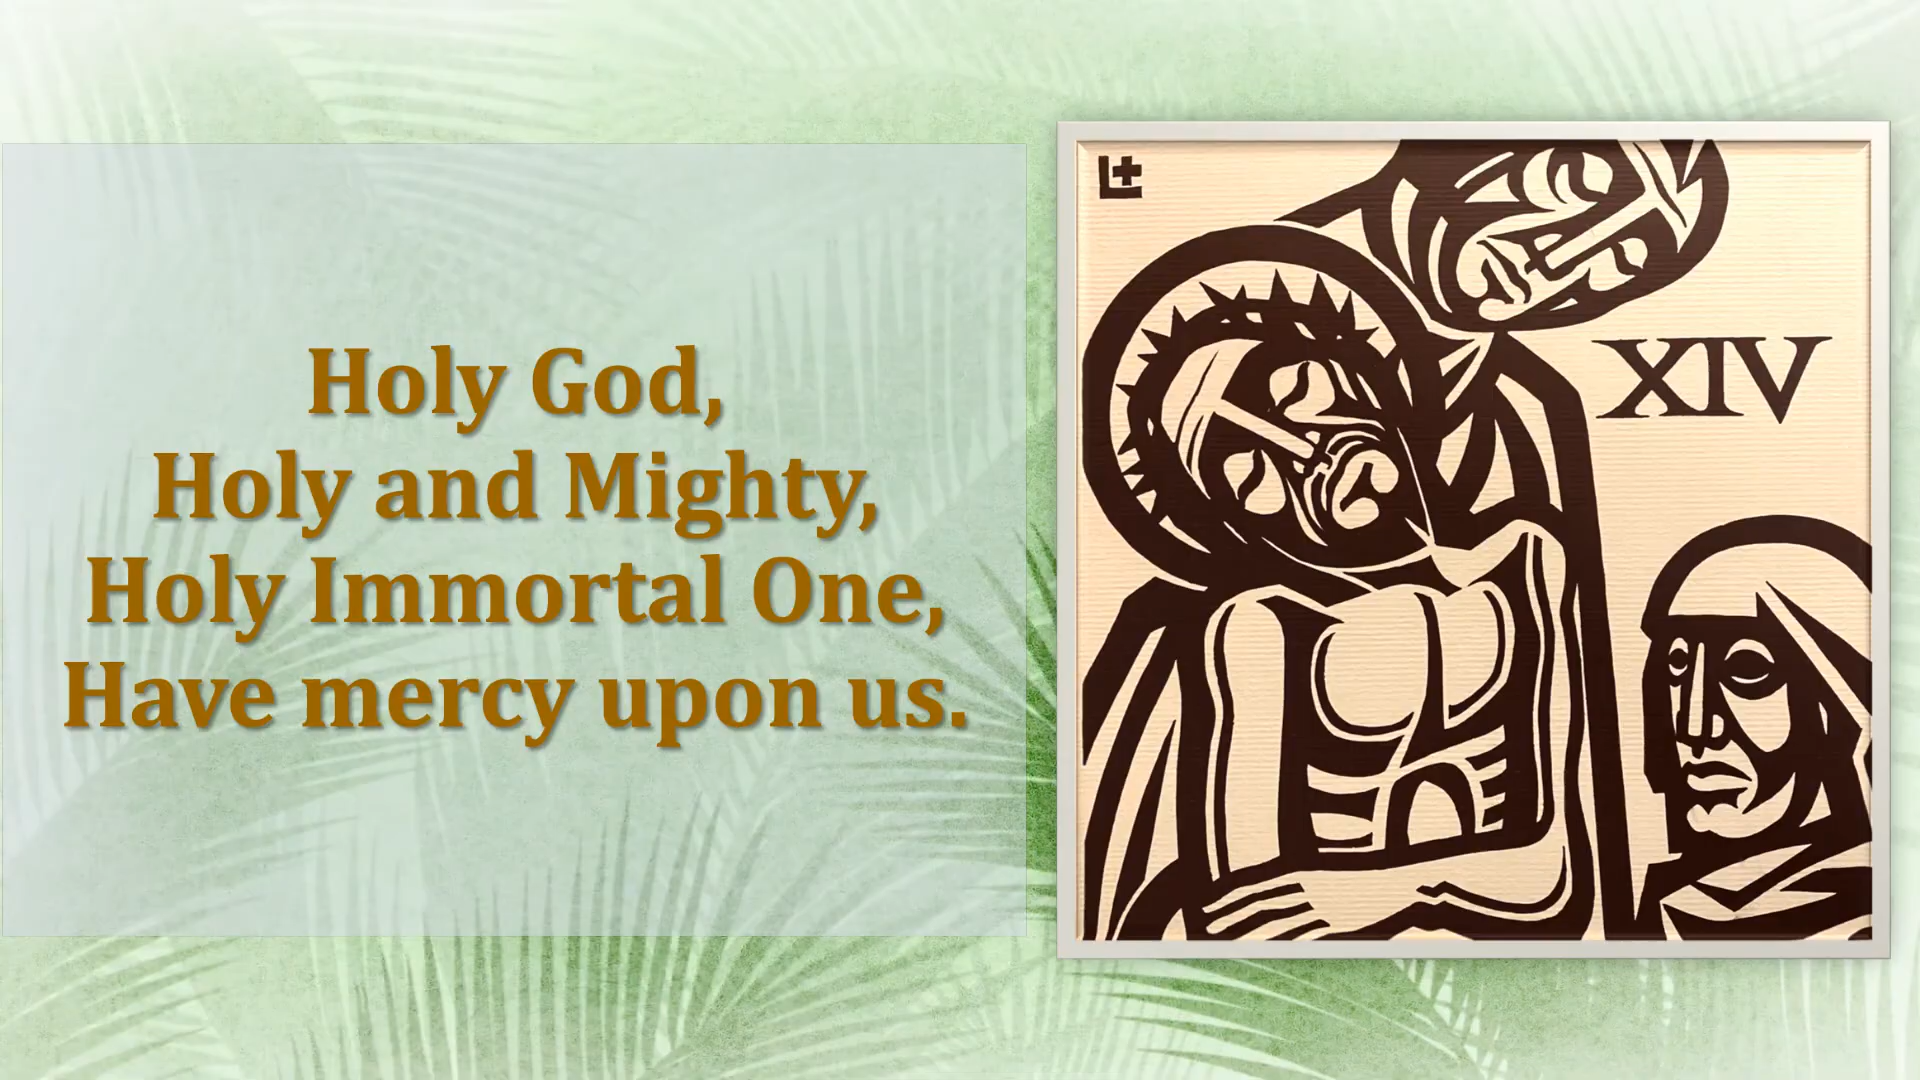 Holy God,
Holy and Mighty,
Holy Immortal One,
Have mercy upon us.
XIV